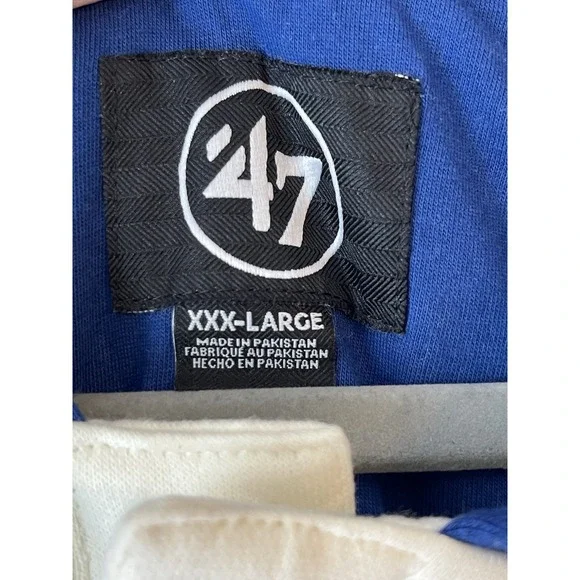 '47
XXX-LARGE
MADE IN PAKISTAN
FABRIQUÉ AU PAKISTAN
HECHO EN PAKISTAN